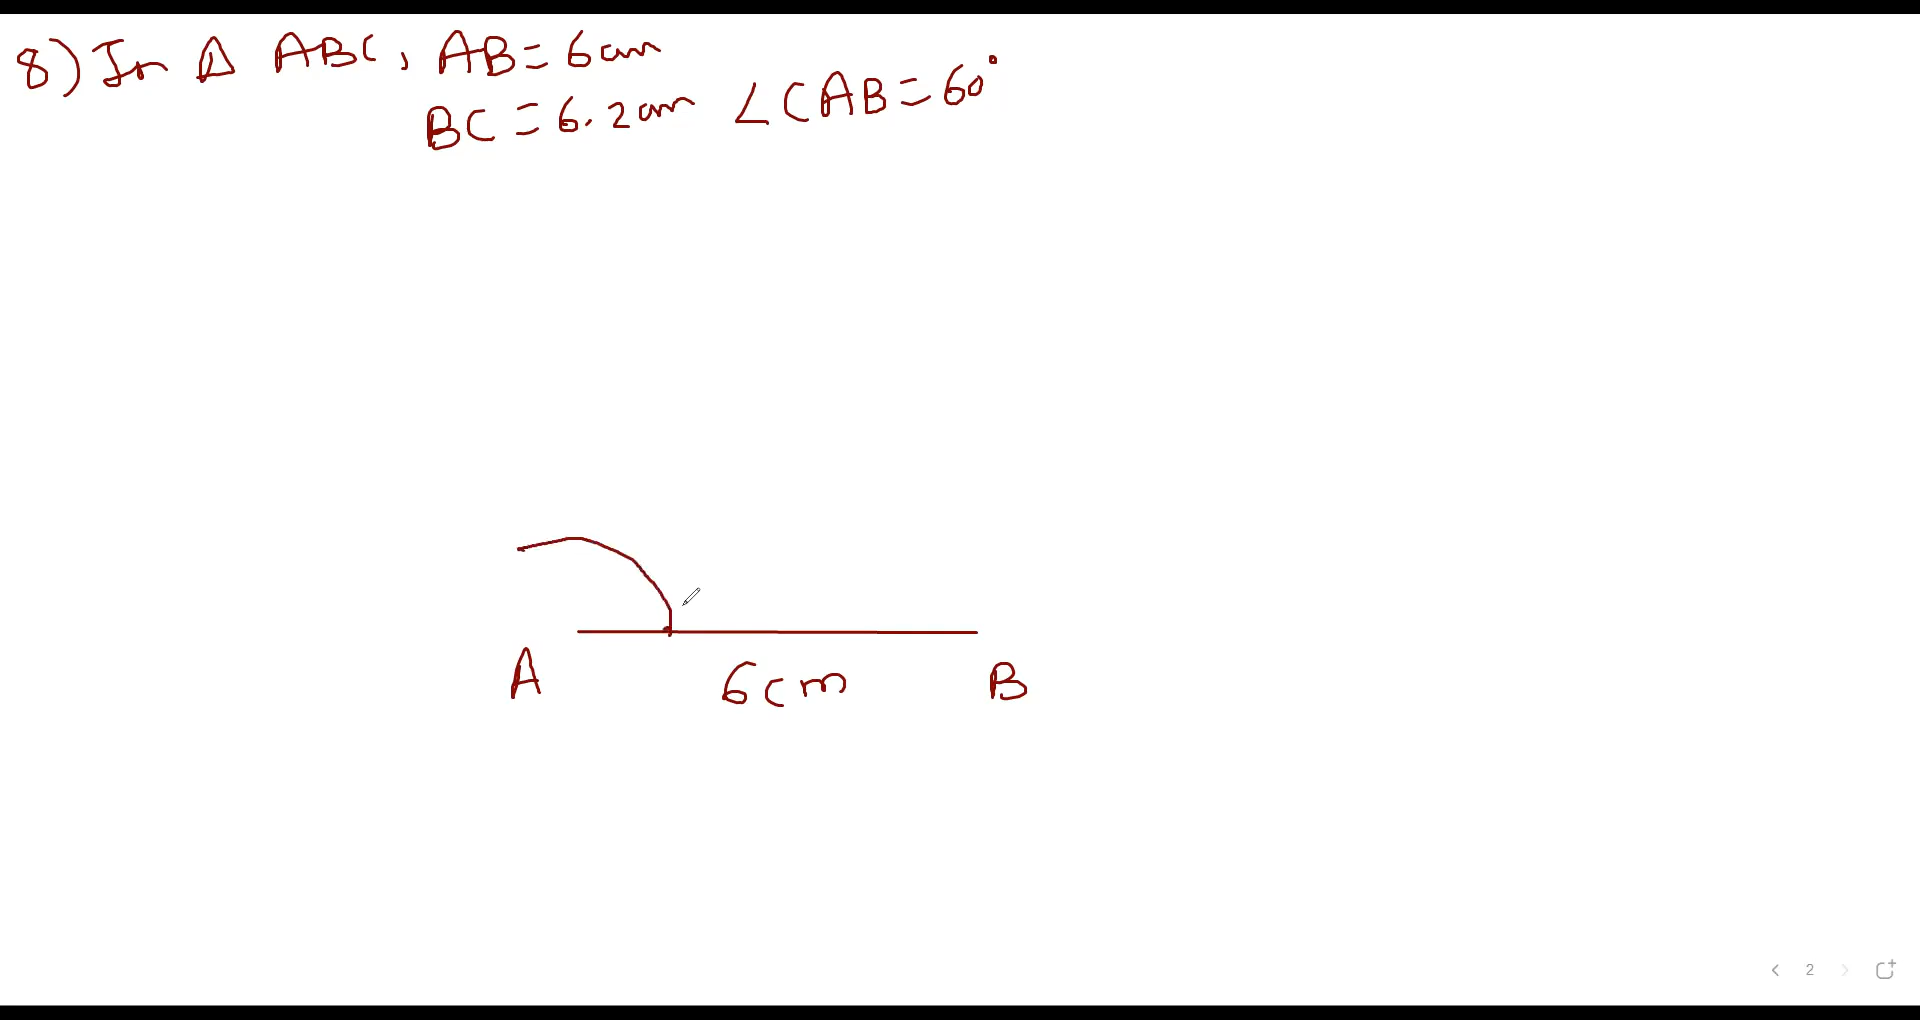 8) In Δ ABC, AB = 6cm
BC = 6.2cm ∠CAB = 60°
A 6cm B
2